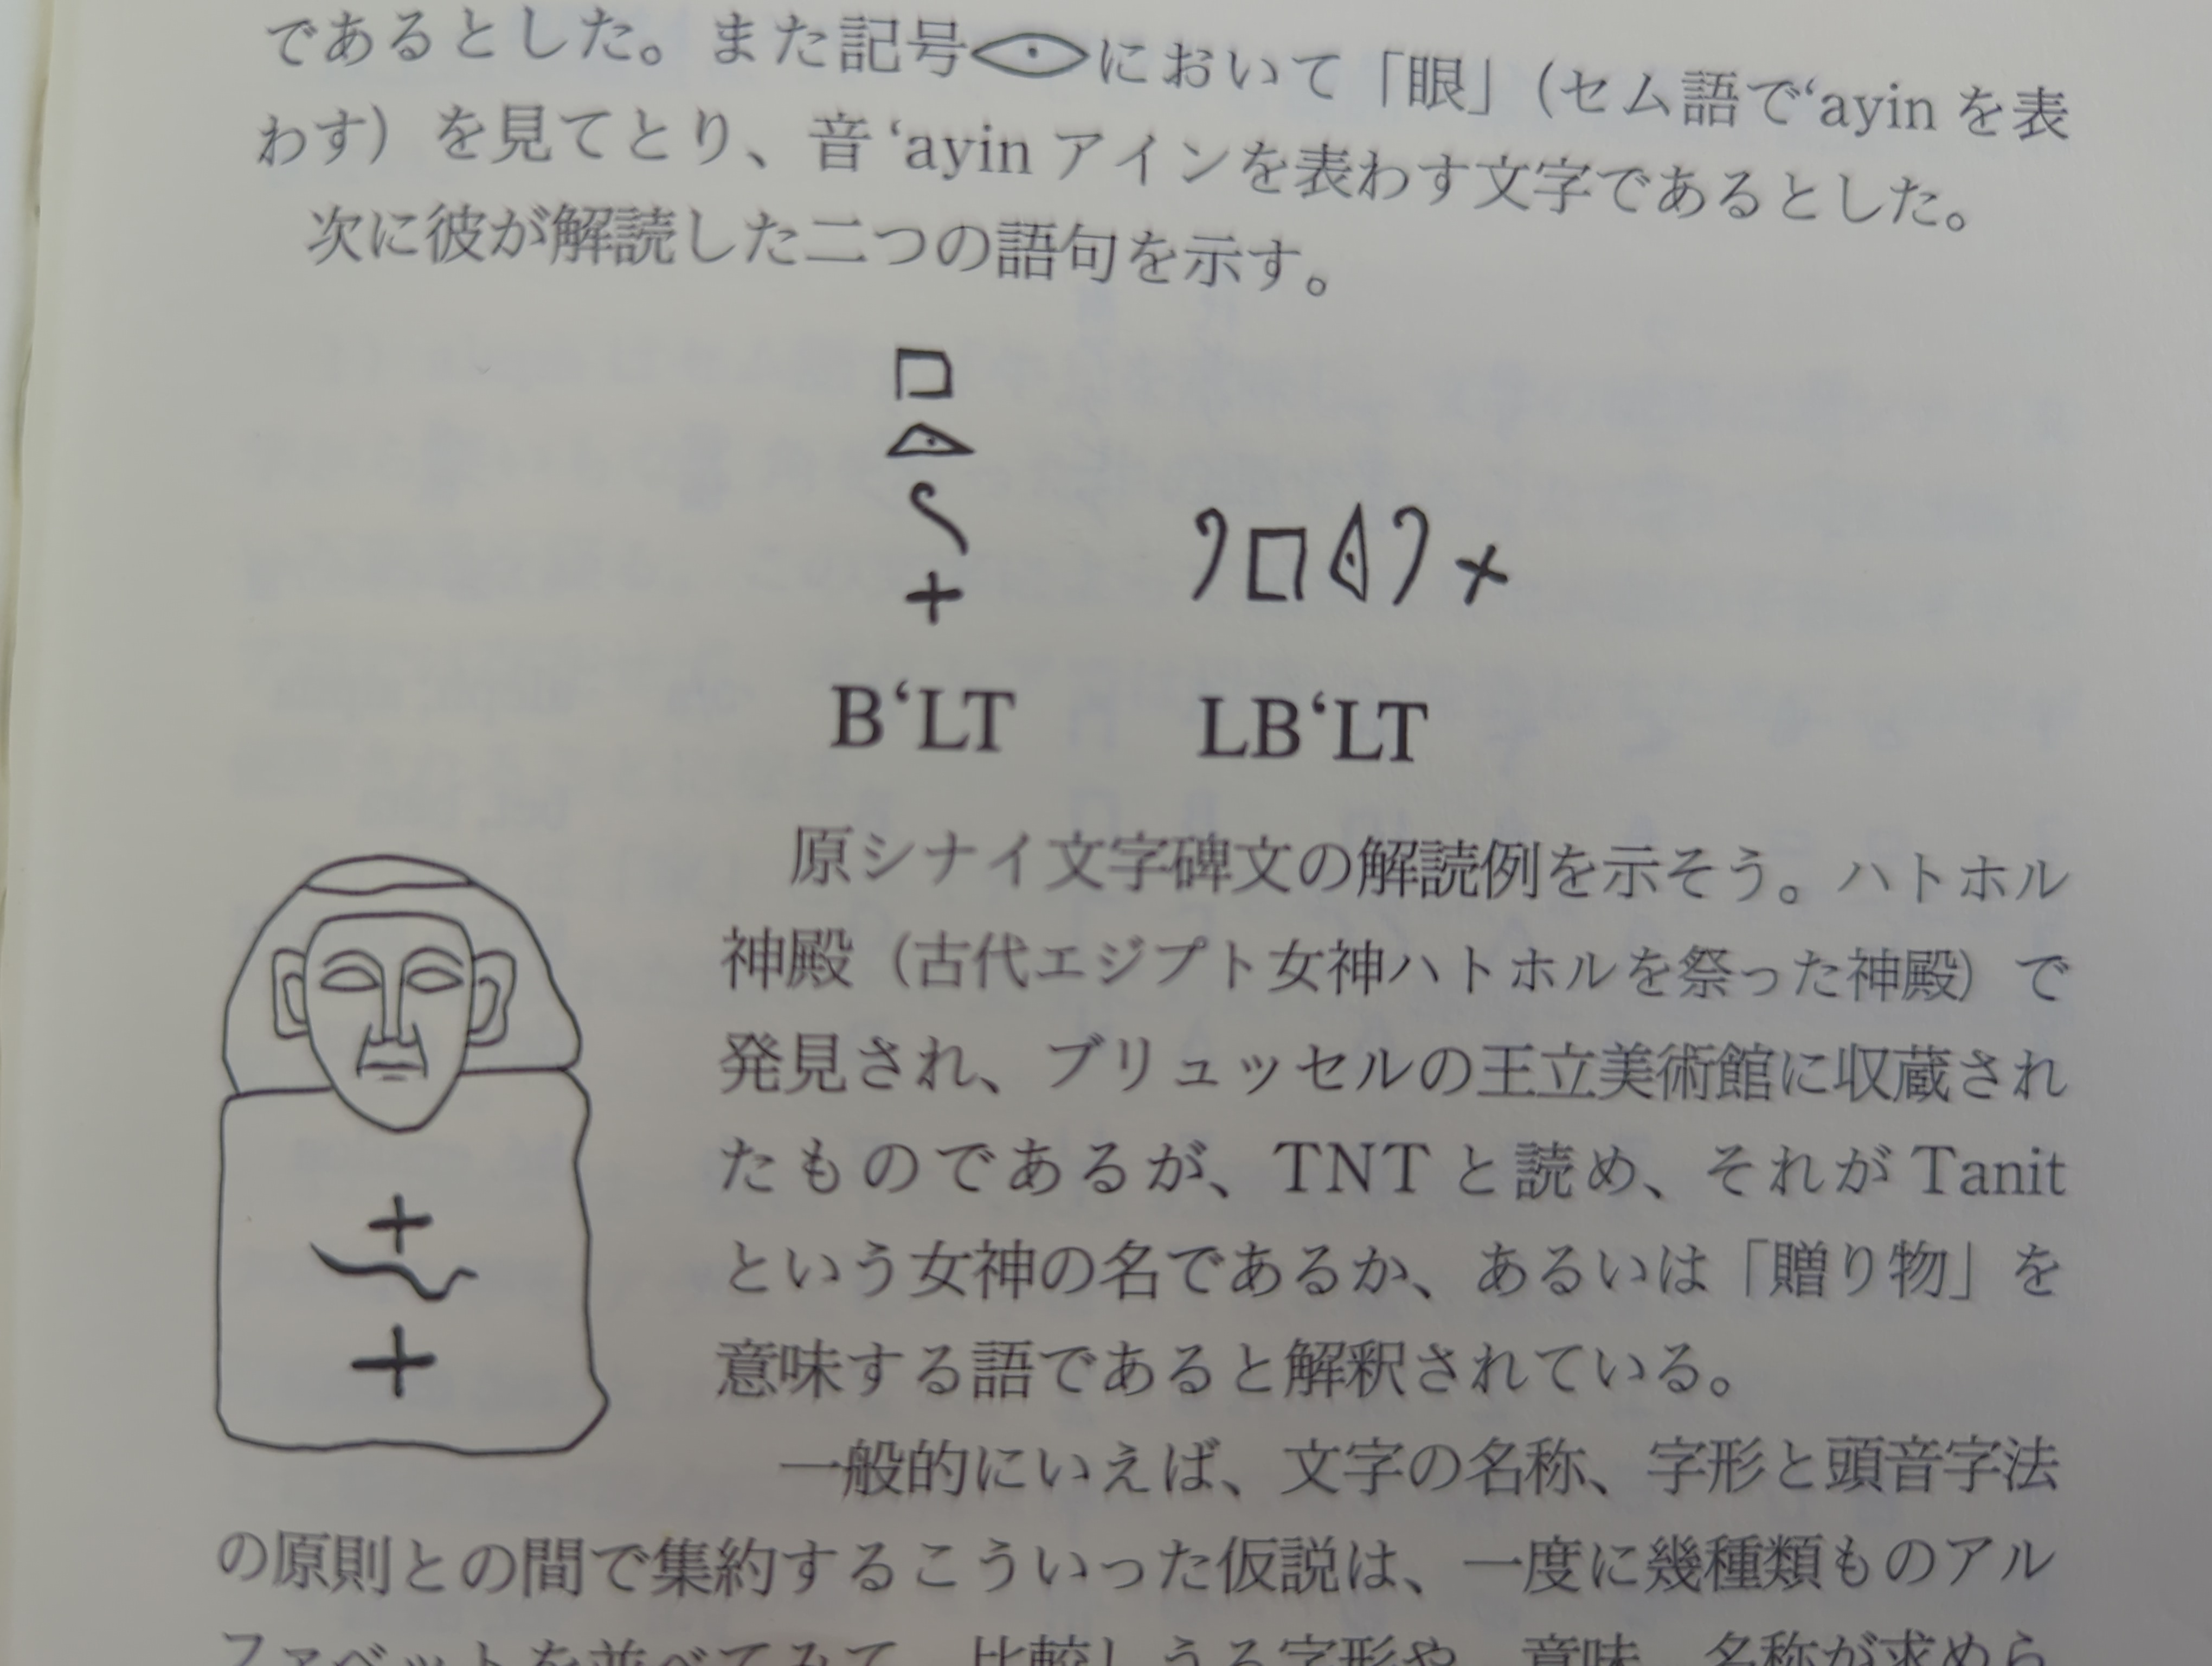 であるとした。また記号において「眼」（セム語で‘ayin を表
わす）を見てとり、音 ‘ayin アインを表わす文字であるとした。
次に彼が解読した二つの語句を示す。
B‘LT LB‘LT
原シナイ文字碑文の解読例を示そう。ハトホル
神殿（古代エジプト女神ハトホルを祭った神殿）で
発見され、ブリュッセルの王立美術館に収蔵され
たものであるが、TNT と読め、それが Tanit
という女神の名であるか、あるいは「贈り物」を
意味する語であると解釈されている。
一般的にいえば、文字の名称、字形と頭音字法
の原則との間で集約するこういった仮説は、一度に幾種類ものアル
ファベットを並べてみて、比較しうる字形や、意味、名称が求めら